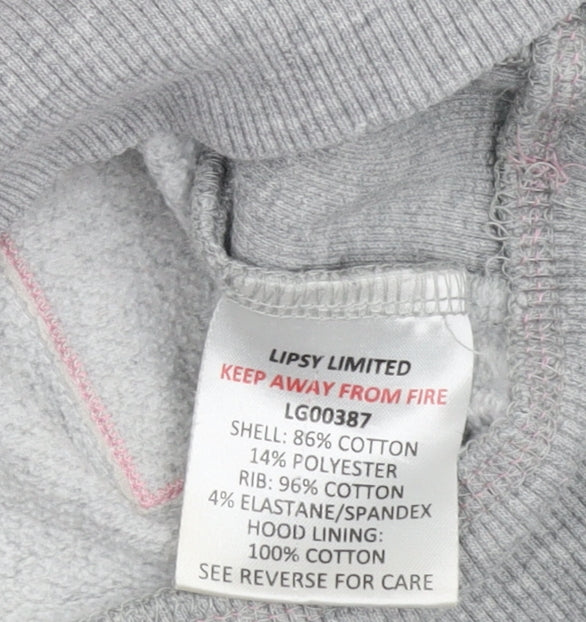 LIPSY LIMITED
KEEP AWAY FROM FIRE
LG00387
SHELL: 86% COTTON
14% POLYESTER
RIB: 96% COTTON
4% ELASTANE/SPANDEX
HOOD LINING:
100% COTTON
SEE REVERSE FOR CARE